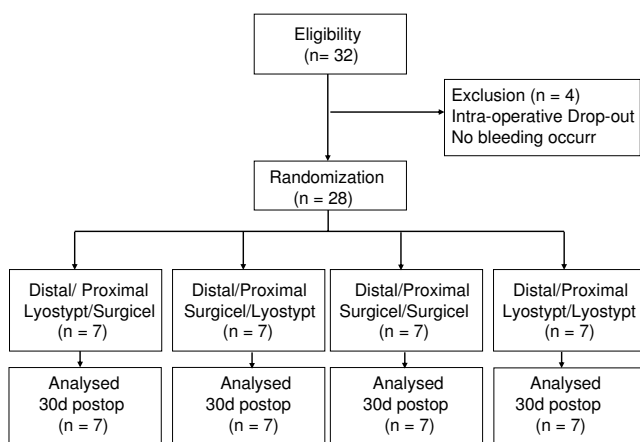 Eligibility
(n= 32)
Exclusion (n = 4)
Intra-operative Drop-out
No bleeding occurr
Randomization
(n = 28)
Distal/ Proximal
Lyostypt/Surgicel
(n = 7)
Distal/Proximal
Surgicel/Lyostypt
(n = 7)
Distal/Proximal
Surgicel/Surgicel
(n = 7)
Distal/Proximal
Lyostypt/Lyostypt
(n = 7)
Analysed
30d postop
(n = 7)
Analysed
30d postop
(n = 7)
Analysed
30d postop
(n = 7)
Analysed
30d postop
(n = 7)